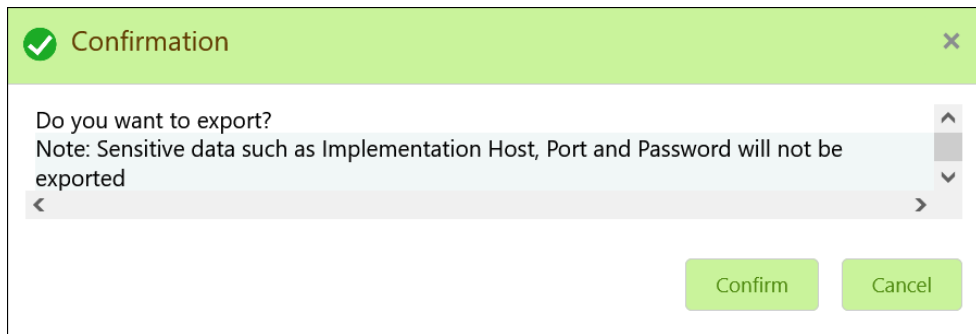 Confirmation
Do you want to export?
Note: Sensitive data such as Implementation Host, Port and Password will not be
exported
Confirm
Cancel